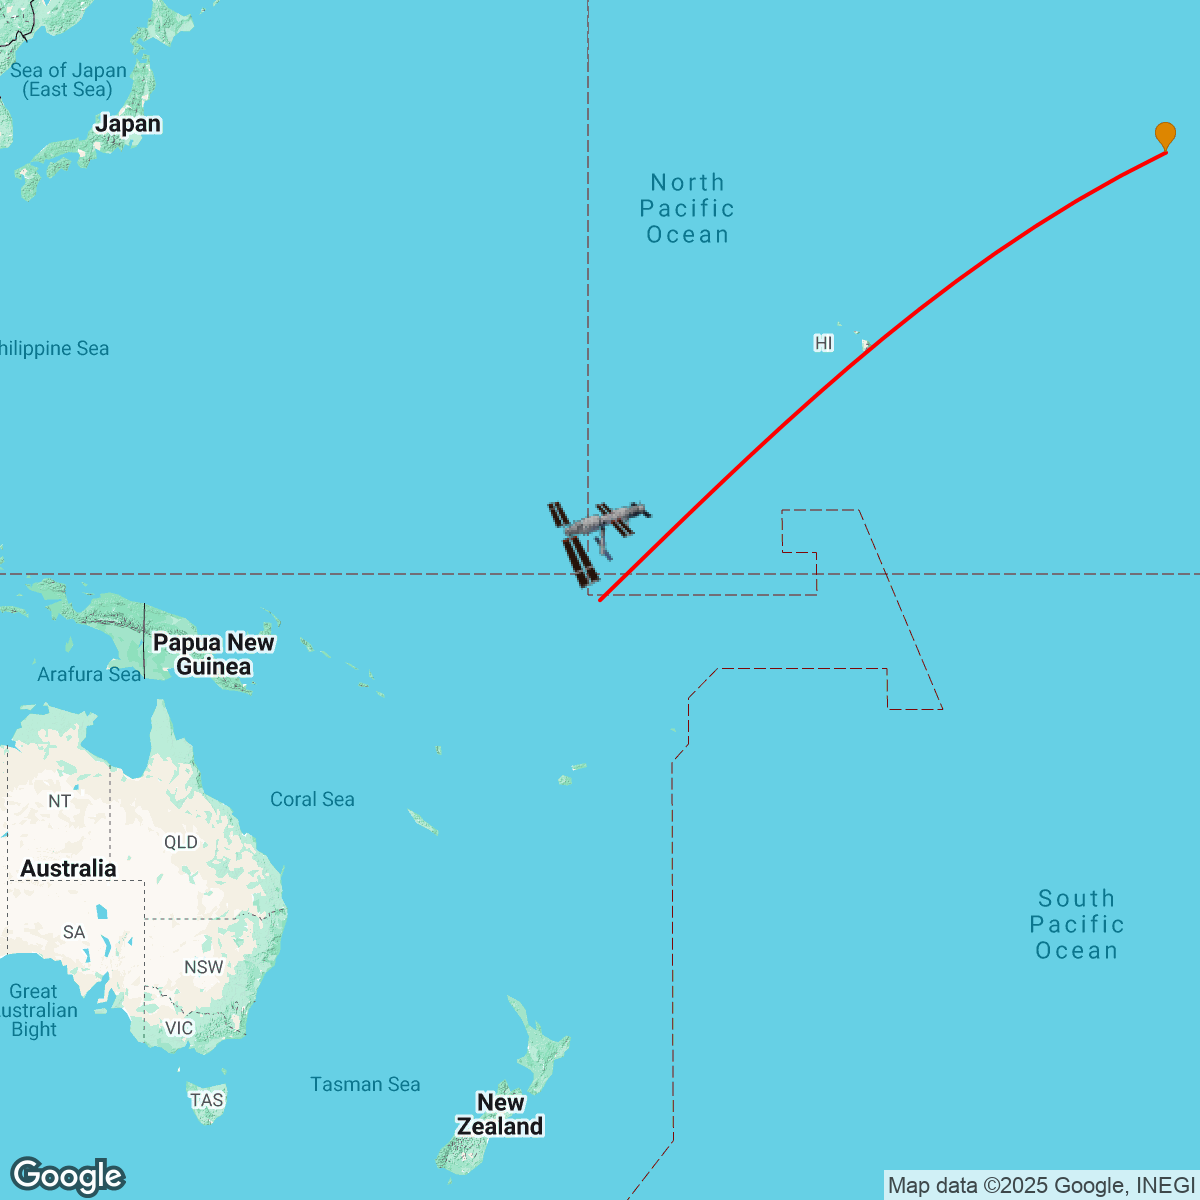 Sea of Japan
(East Sea)
Japan
North
Pacific
Ocean
HI
hilippine Sea
Papua New
Guinea
Arafura Sea
NT
Coral Sea
QLD
Australia
SA
NSW
South
Pacific
Ocean
Great
ustralian
Bight
VIC
Tasman Sea
TAS
New
Zealand
Google
Map data ©2025 Google, INEGI